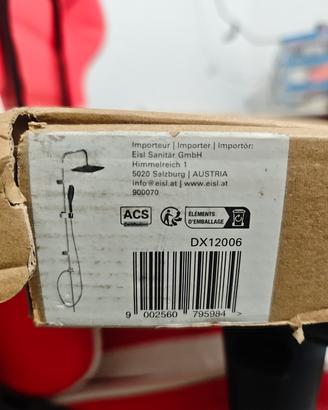 Importeur | Importer | Importör:
Eisl Sanitär GmbH
Himmelreich 1
5020 Salzburg | AUSTRIA
info@eisl.at | www.eisl.at
900070
ACS
ÉLÉMENTS
D'EMBALLAGE
DX12006
9 002560 795984 >